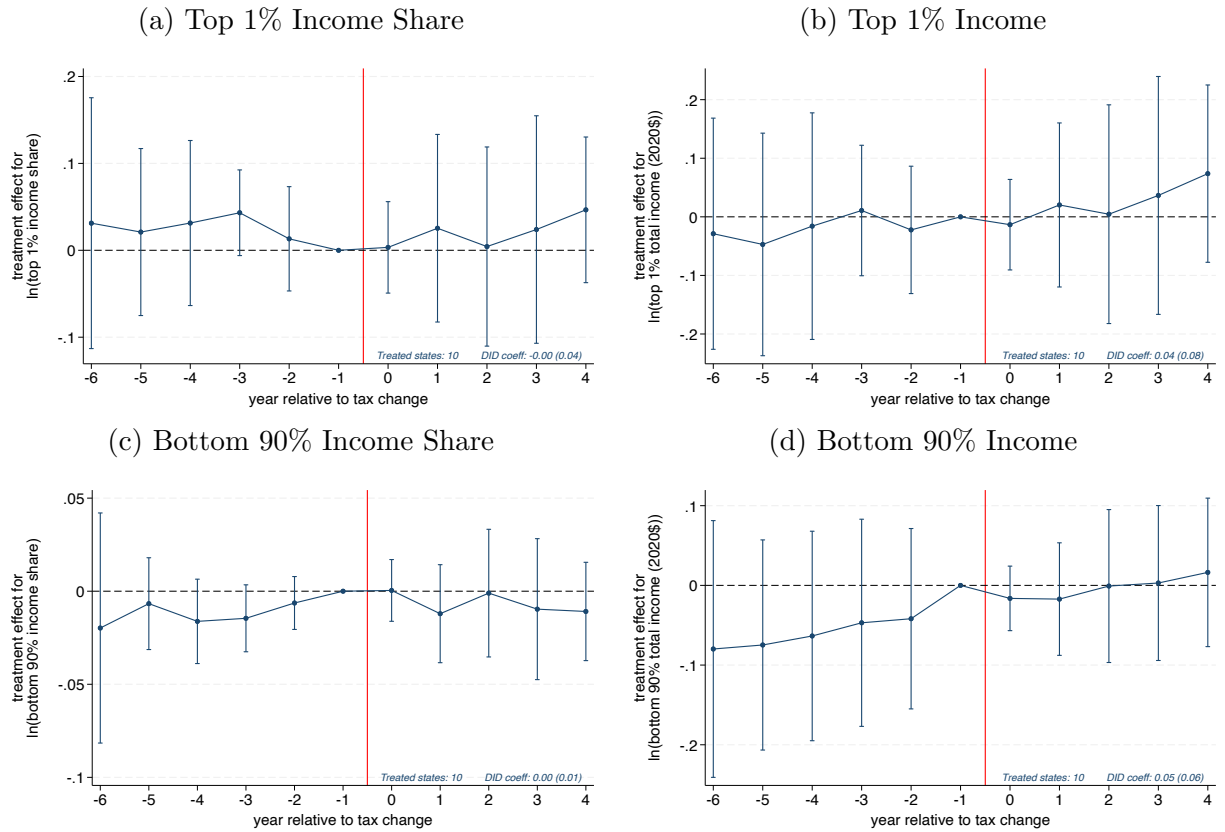 (a) Top 1% Income Share
treatment effect for
ln(top 1% income share)
.2
.1
0
-.1
Treated states: 10 DID coeff: -0.00 (0.04)
-6 -5 -4 -3 -2 -1 0 1 2 3 4
year relative to tax change
(b) Top 1% Income
treatment effect for
ln(top 1% total income (2020$))
.2
.1
0
-.1
-.2
Treated states: 10 DID coeff: 0.04 (0.08)
-6 -5 -4 -3 -2 -1 0 1 2 3 4
year relative to tax change
(c) Bottom 90% Income Share
treatment effect for
ln(bottom 90% income share)
.05
0
-.05
-.1
Treated states: 10 DID coeff: 0.00 (0.01)
-6 -5 -4 -3 -2 -1 0 1 2 3 4
year relative to tax change
(d) Bottom 90% Income
treatment effect for
ln(bottom 90% total income (2020$))
.1
0
-.1
-.2
Treated states: 10 DID coeff: 0.05 (0.06)
-6 -5 -4 -3 -2 -1 0 1 2 3 4
year relative to tax change